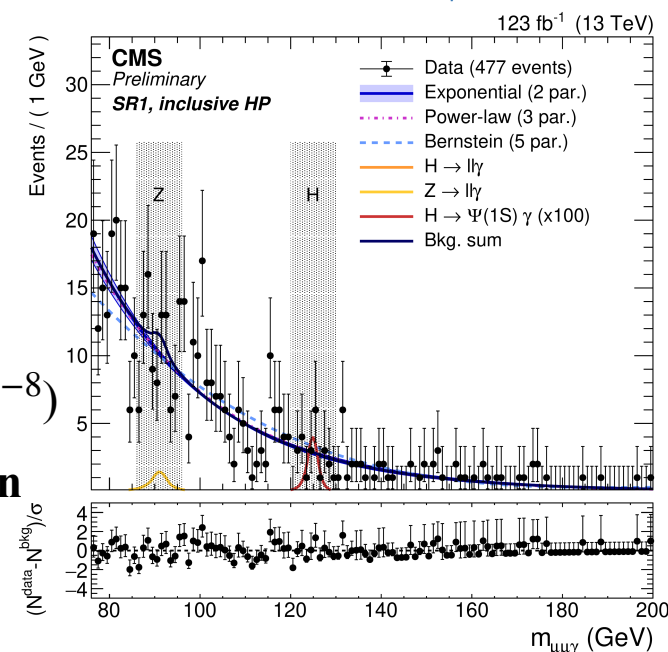 123 fb⁻¹ (13 TeV)
CMS
Preliminary
SR1, inclusive HP
Data (477 events)
Exponential (2 par.)
Power-law (3 par.)
Bernstein (5 par.)
H → llγ
Z → llγ
H → Ψ(1S) γ (x100)
Bkg. sum
Z
H
Events / ( 1 GeV )
30
25
20
15
10
5
−8)
n
(Nᵈᵃᵗᵃ-Nᵇᵏᵍ)/σ
4
2
0
−2
−4
80 100 120 140 160 180 200
m_μμγ (GeV)